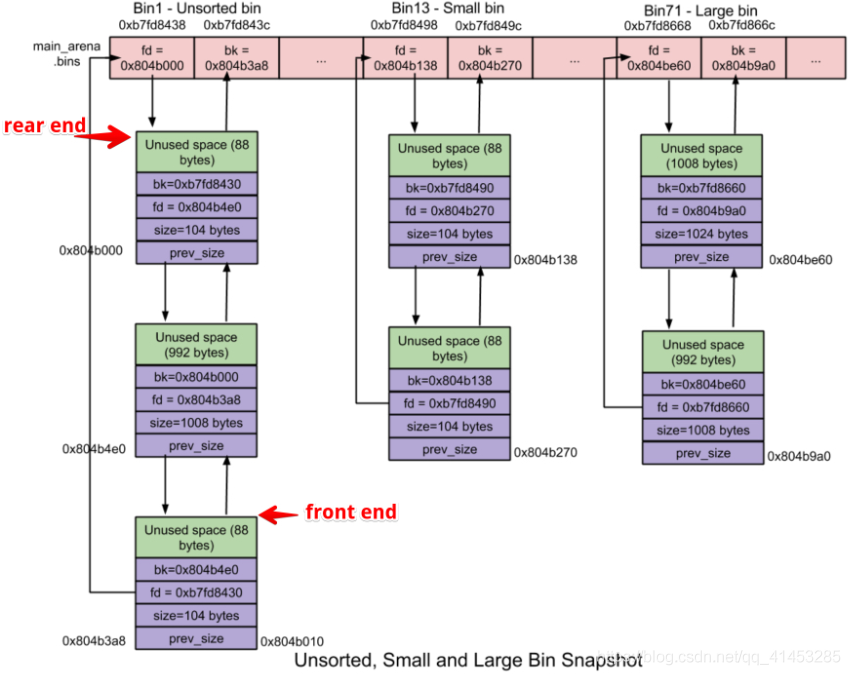 Bin1 - Unsorted bin
Bin13 - Small bin
Bin71 - Large bin
0xb7fd8438
0xb7fd843c
0xb7fd8498
0xb7fd849c
0xb7fd8668
0xb7fd866c
main_arena
.bins
fd =
0x804b000
bk =
0x804b3a8
...
fd =
0x804b138
bk =
0x804b270
...
fd =
0x804be60
bk =
0x804b9a0
...
rear end
Unused space (88
bytes)
bk=0xb7fd8430
fd = 0x804b4e0
size=104 bytes
prev_size
0x804b000
Unused space (88
bytes)
bk=0xb7fd8490
fd = 0x804b270
size=104 bytes
prev_size
0x804b138
Unused space
(1008 bytes)
bk=0xb7fd8660
fd = 0x804b9a0
size=1024 bytes
prev_size
0x804be60
Unused space
(992 bytes)
bk=0x804b000
fd = 0x804b3a8
size=1008 bytes
prev_size
0x804b4e0
Unused space (88
bytes)
bk=0x804b138
fd = 0xb7fd8490
size=104 bytes
prev_size
0x804b270
Unused space
(992 bytes)
bk=0x804be60
fd = 0xb7fd8660
size=1008 bytes
prev_size
0x804b9a0
front end
Unused space (88
bytes)
bk=0x804b4e0
fd = 0xb7fd8430
size=104 bytes
prev_size
0x804b3a8
0x804b010
Unsorted, Small and Large Bin Snapshot
blog.csdn.net/qq_41453285